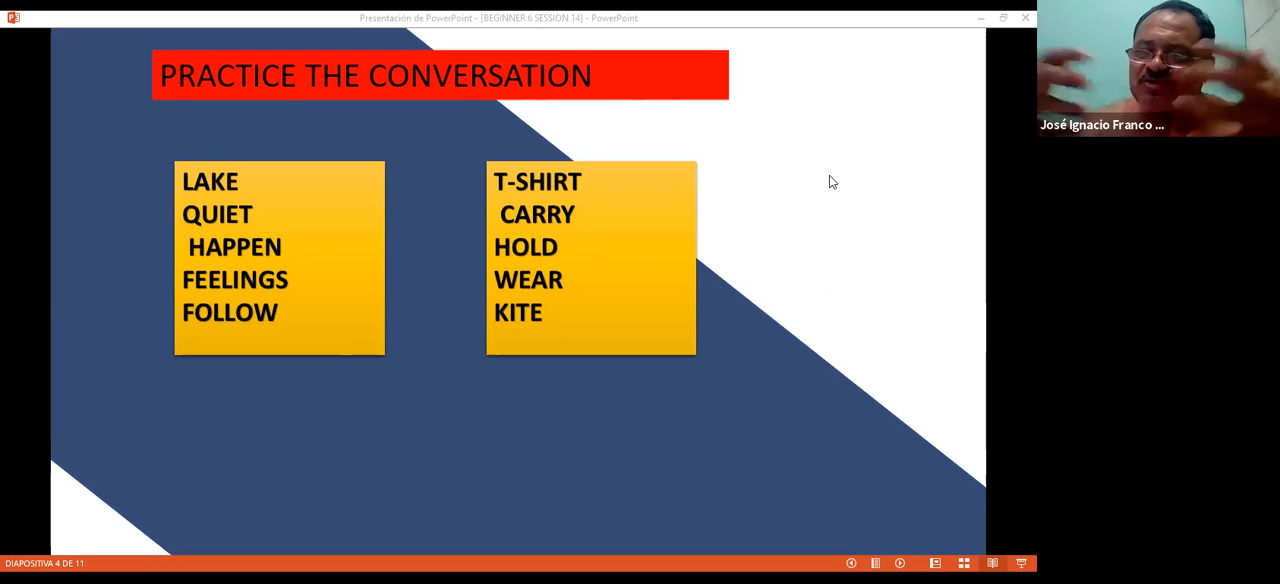 Presentación de PowerPoint - [BEGINNER 6 SESSION 14] - PowerPoint
PRACTICE THE CONVERSATION
José Ignacio Franco ...
LAKE
QUIET
HAPPEN
FEELINGS
FOLLOW
T-SHIRT
CARRY
HOLD
WEAR
KITE
DIAPOSITIVA 4 DE 11